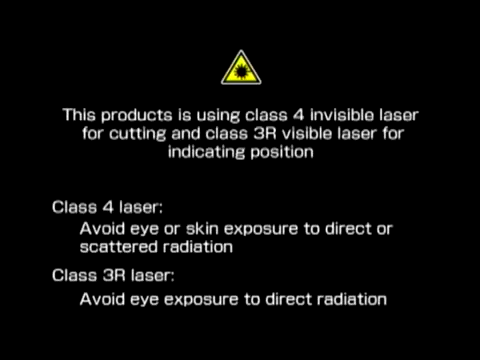 This products is using class 4 invisible laser
for cutting and class 3R visible laser for
indicating position
Class 4 laser:
Avoid eye or skin exposure to direct or
scattered radiation
Class 3R laser:
Avoid eye exposure to direct radiation